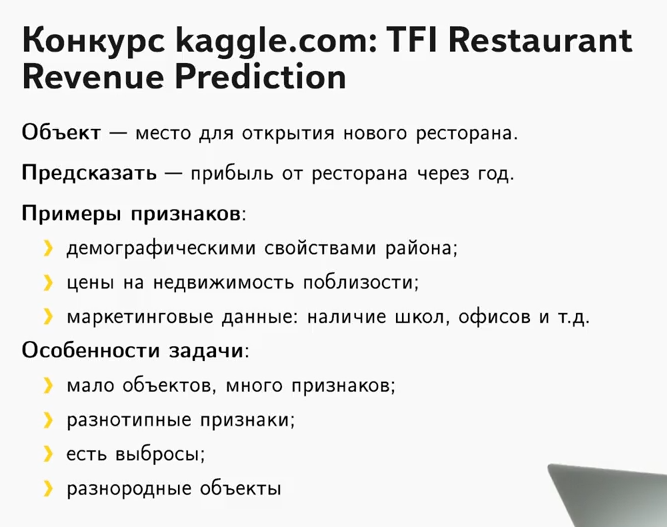 Конкурс kaggle.com: TFI Restaurant
Revenue Prediction
Объект — место для открытия нового ресторана.
Предсказать — прибыль от ресторана через год.
Примеры признаков:
❯ демографическими свойствами района;
❯ цены на недвижимость поблизости;
❯ маркетинговые данные: наличие школ, офисов и т.д.
Особенности задачи:
❯ мало объектов, много признаков;
❯ разнотипные признаки;
❯ есть выбросы;
❯ разнородные объекты